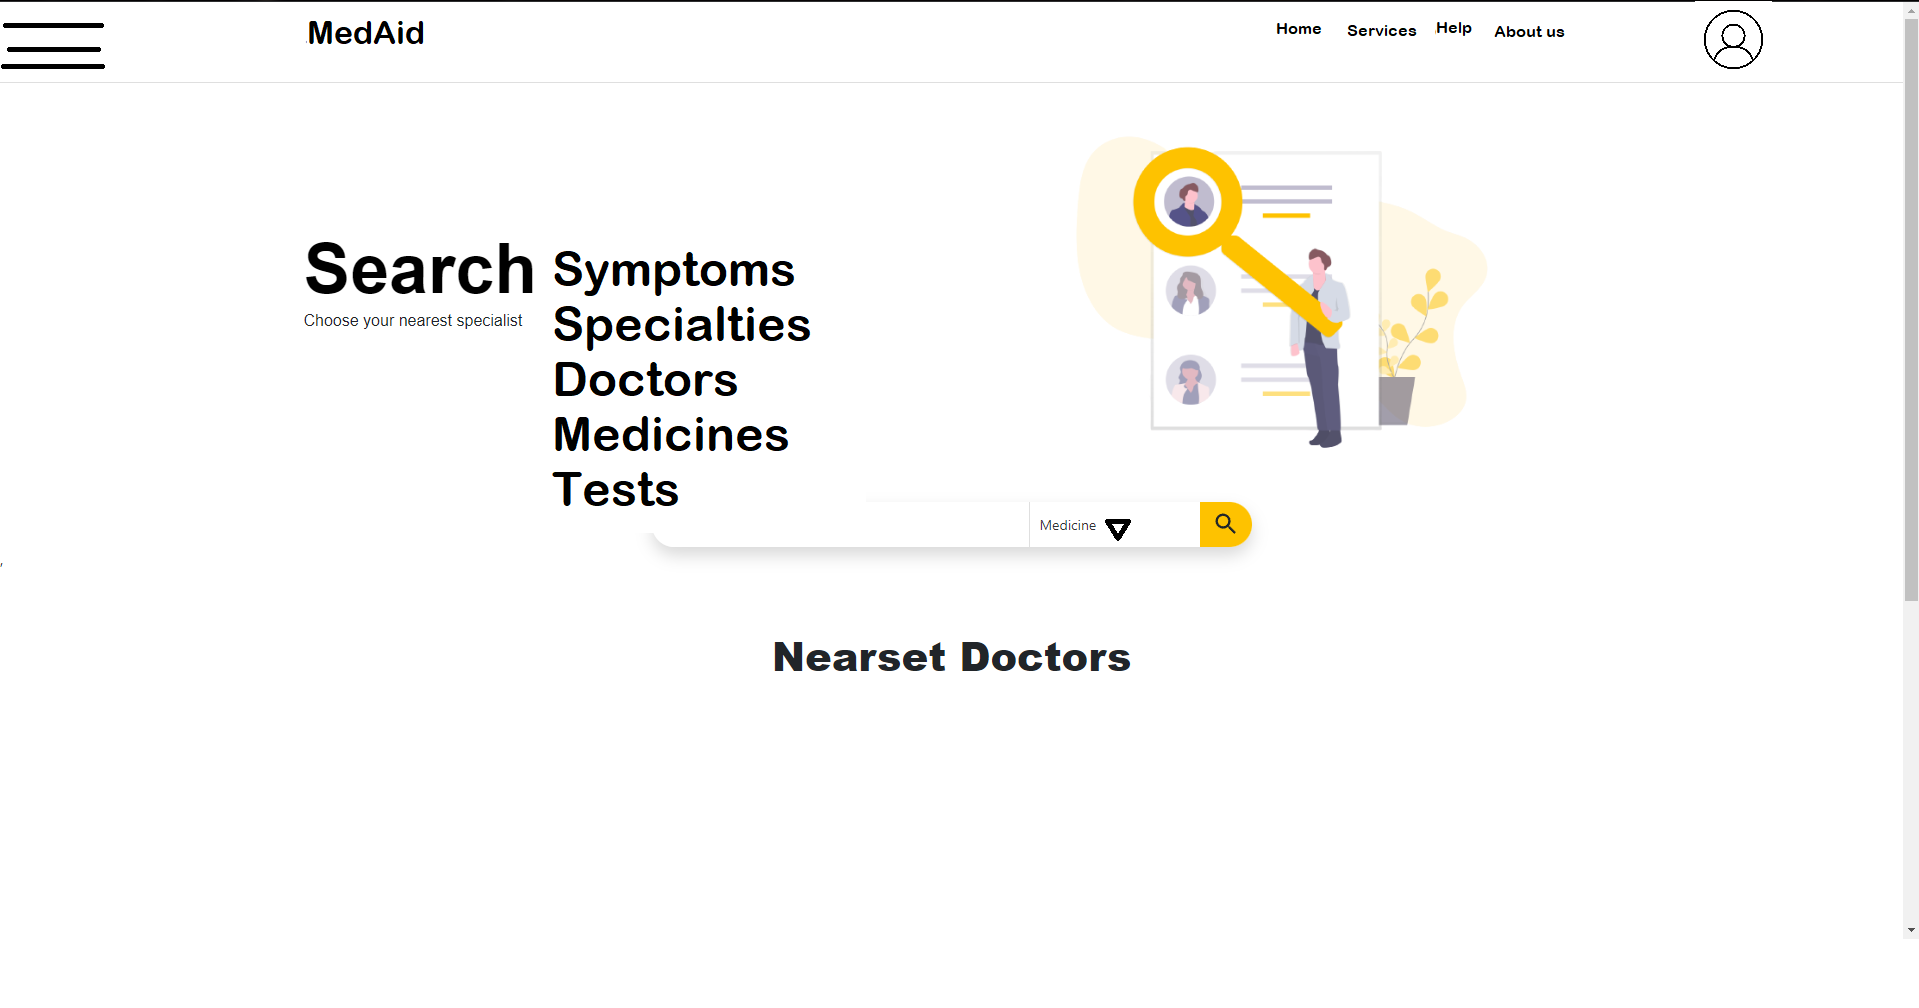 MedAid
Home Services Help About us
Search Symptoms
Choose your nearest specialist
Specialties
Doctors
Medicines
Tests
Medicine
Nearset Doctors